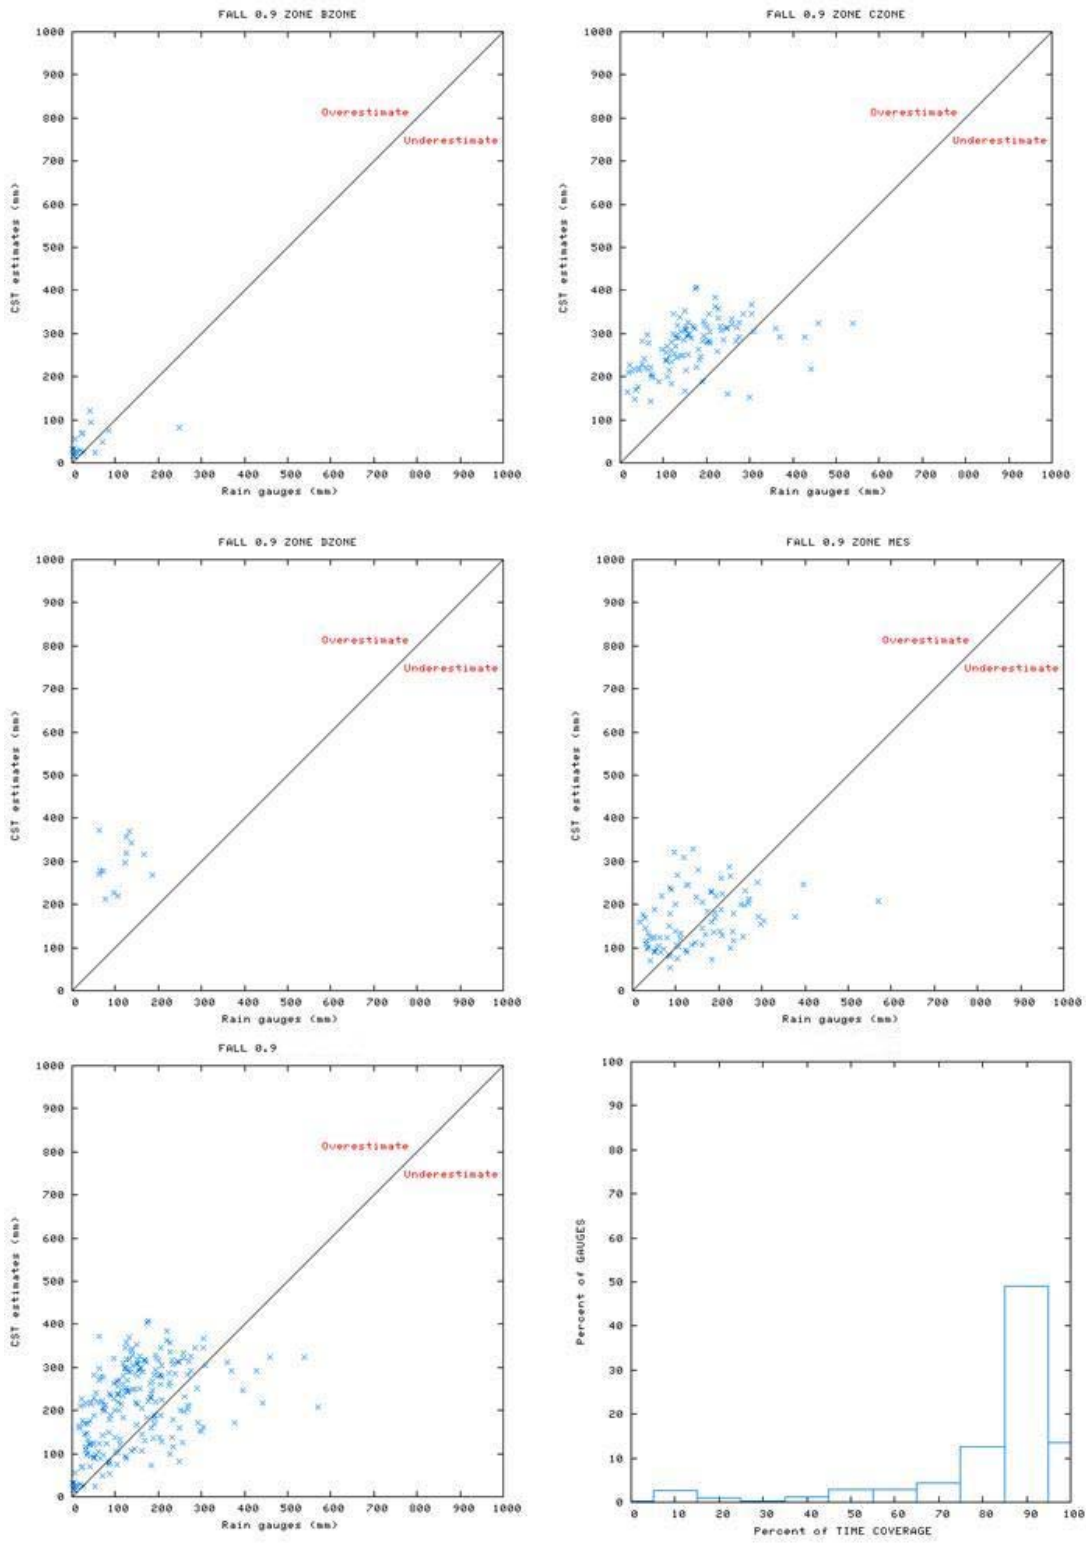 FALL 0.9 ZONE BZONE
1000
900
800
700
600
500
400
300
200
100
0
CST estimates (mm)
Overestimate
Underestimate
0 100 200 300 400 500 600 700 800 900 1000
Rain gauges (mm)
FALL 0.9 ZONE CZONE
1000
900
800
700
600
500
400
300
200
100
0
CST estimates (mm)
Overestimate
Underestimate
0 100 200 300 400 500 600 700 800 900 1000
Rain gauges (mm)
FALL 0.9 ZONE DZONE
1000
900
800
700
600
500
400
300
200
100
0
CST estimates (mm)
Overestimate
Underestimate
0 100 200 300 400 500 600 700 800 900 1000
Rain gauges (mm)
FALL 0.9 ZONE MES
1000
900
800
700
600
500
400
300
200
100
0
CST estimates (mm)
Overestimate
Underestimate
0 100 200 300 400 500 600 700 800 900 1000
Rain gauges (mm)
FALL 0.9
1000
900
800
700
600
500
400
300
200
100
0
CST estimates (mm)
Overestimate
Underestimate
0 100 200 300 400 500 600 700 800 900 1000
Rain gauges (mm)
100
90
80
70
60
50
40
30
20
10
0
Percent of GAUGES
0 10 20 30 40 50 60 70 80 90 100
Percent of TIME COVERAGE